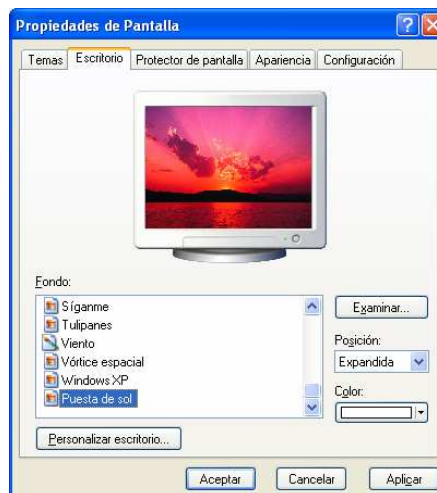 Propiedades de Pantalla
Temas Escritorio Protector de pantalla Apariencia Configuración
Fondo:
Síganme
Tulipanes
Viento
Vórtice espacial
Windows XP
Puesta de sol
Examinar...
Posición:
Expandida
Color:
Personalizar escritorio...
Aceptar Cancelar Aplicar